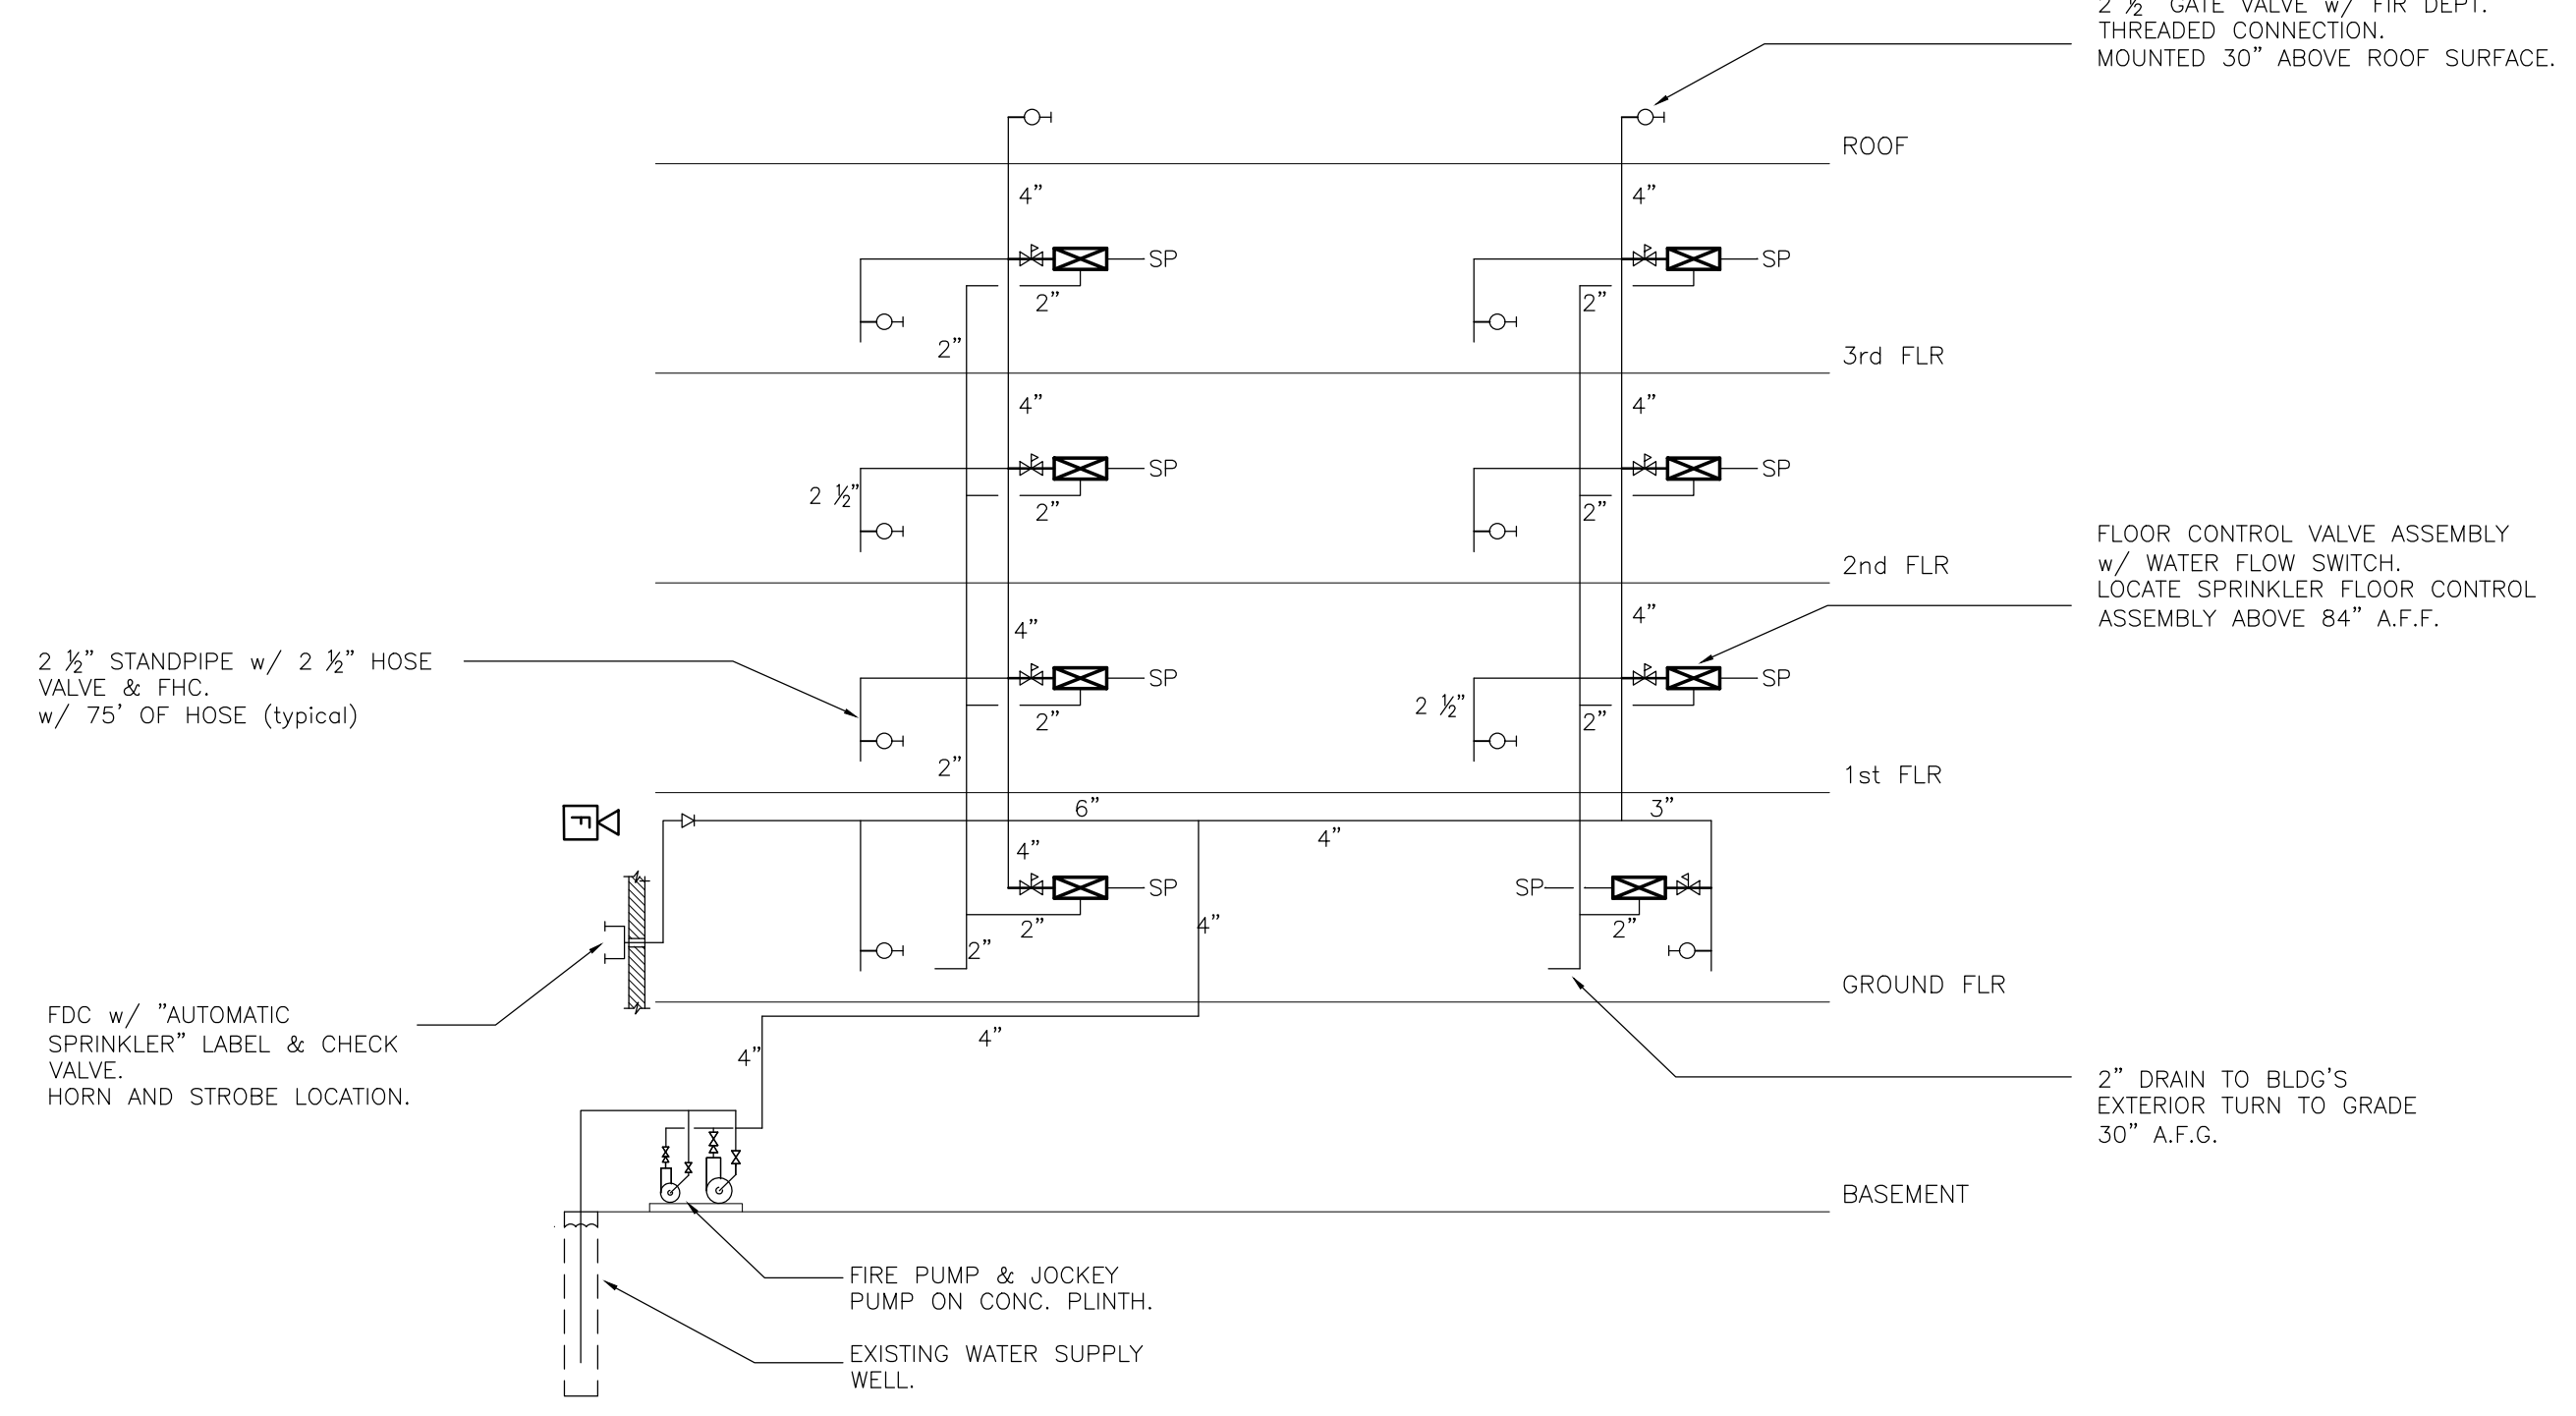 2 ½" GATE VALVE w/ FIR DEPT.
THREADED CONNECTION.
MOUNTED 30" ABOVE ROOF SURFACE.
ROOF
4"
4"
SP
SP
2"
2"
2"
3rd FLR
4"
4"
SP
SP
2 ½"
2"
2"
FLOOR CONTROL VALVE ASSEMBLY
w/ WATER FLOW SWITCH.
LOCATE SPRINKLER FLOOR CONTROL
ASSEMBLY ABOVE 84" A.F.F.
2nd FLR
4"
4"
2 ½" STANDPIPE w/ 2 ½" HOSE
VALVE & FHC.
w/ 75' OF HOSE (typical)
SP
SP
2 ½"
2"
2"
2"
1st FLR
6"
3"
F
4"
4"
SP
SP
2"
4"
2"
2"
GROUND FLR
FDC w/ "AUTOMATIC
SPRINKLER" LABEL & CHECK
VALVE.
HORN AND STROBE LOCATION.
4"
4"
2" DRAIN TO BLDG'S
EXTERIOR TURN TO GRADE
30" A.F.G.
BASEMENT
FIRE PUMP & JOCKEY
PUMP ON CONC. PLINTH.
EXISTING WATER SUPPLY
WELL.